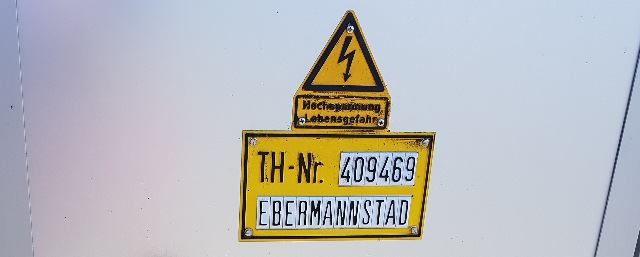 Hochspannung
Lebensgefahr
TH-Nr. 409469
EBERMANNSTAD